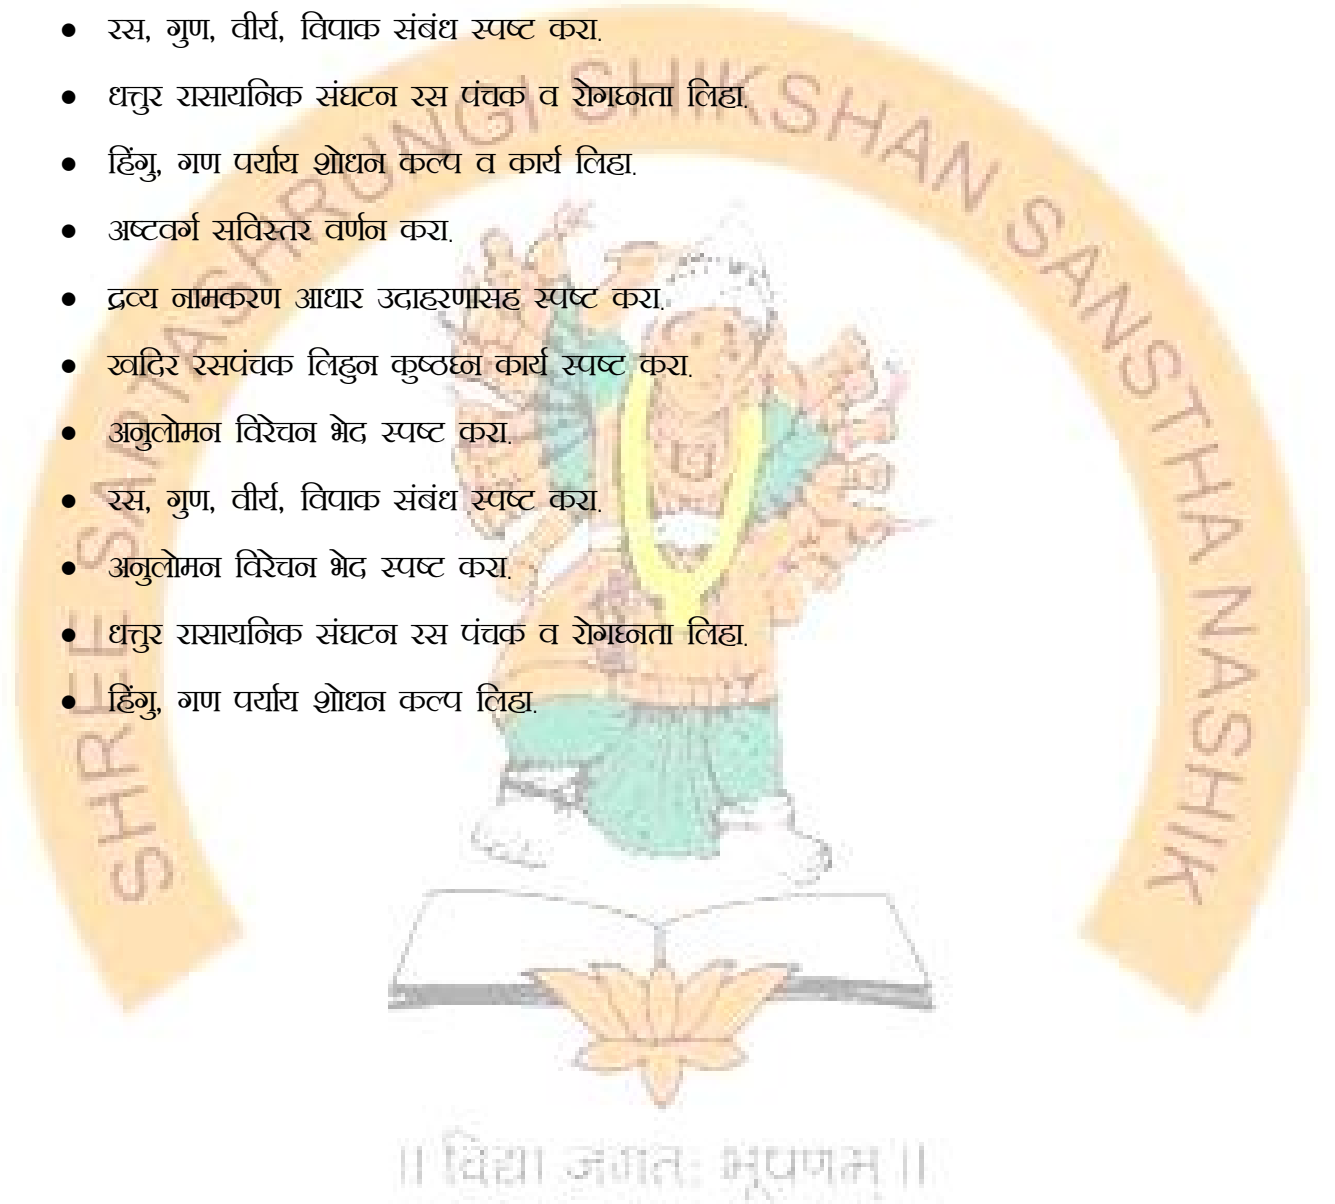 • रस, गुण, वीर्य, विपाक संबंध स्पष्ट करा.
• धत्तुर रासायनिक संघटन रस पंचक व रोगघ्नता लिहा.
• हिंगु, गण पर्याय शोधन कल्प व कार्य लिहा.
• अष्टवर्ग सविस्तर वर्णन करा.
• द्रव्य नामकरण आधार उदाहरणासह स्पष्ट करा.
• खदिर रसपंचक लिहुन कुष्ठघ्न कार्य स्पष्ट करा.
• अनुलोमन विरेचन भेद स्पष्ट करा.
• रस, गुण, वीर्य, विपाक संबंध स्पष्ट करा.
• अनुलोमन विरेचन भेद स्पष्ट करा.
• धत्तुर रासायनिक संघटन रस पंचक व रोगघ्नता लिहा.
• हिंगु, गण पर्याय शोधन कल्प लिहा.
SHREE SAPTASHRUNGI SHIKSHAN SANSTHA NASHIK
।। विद्या जगतः भूषणम् ।।